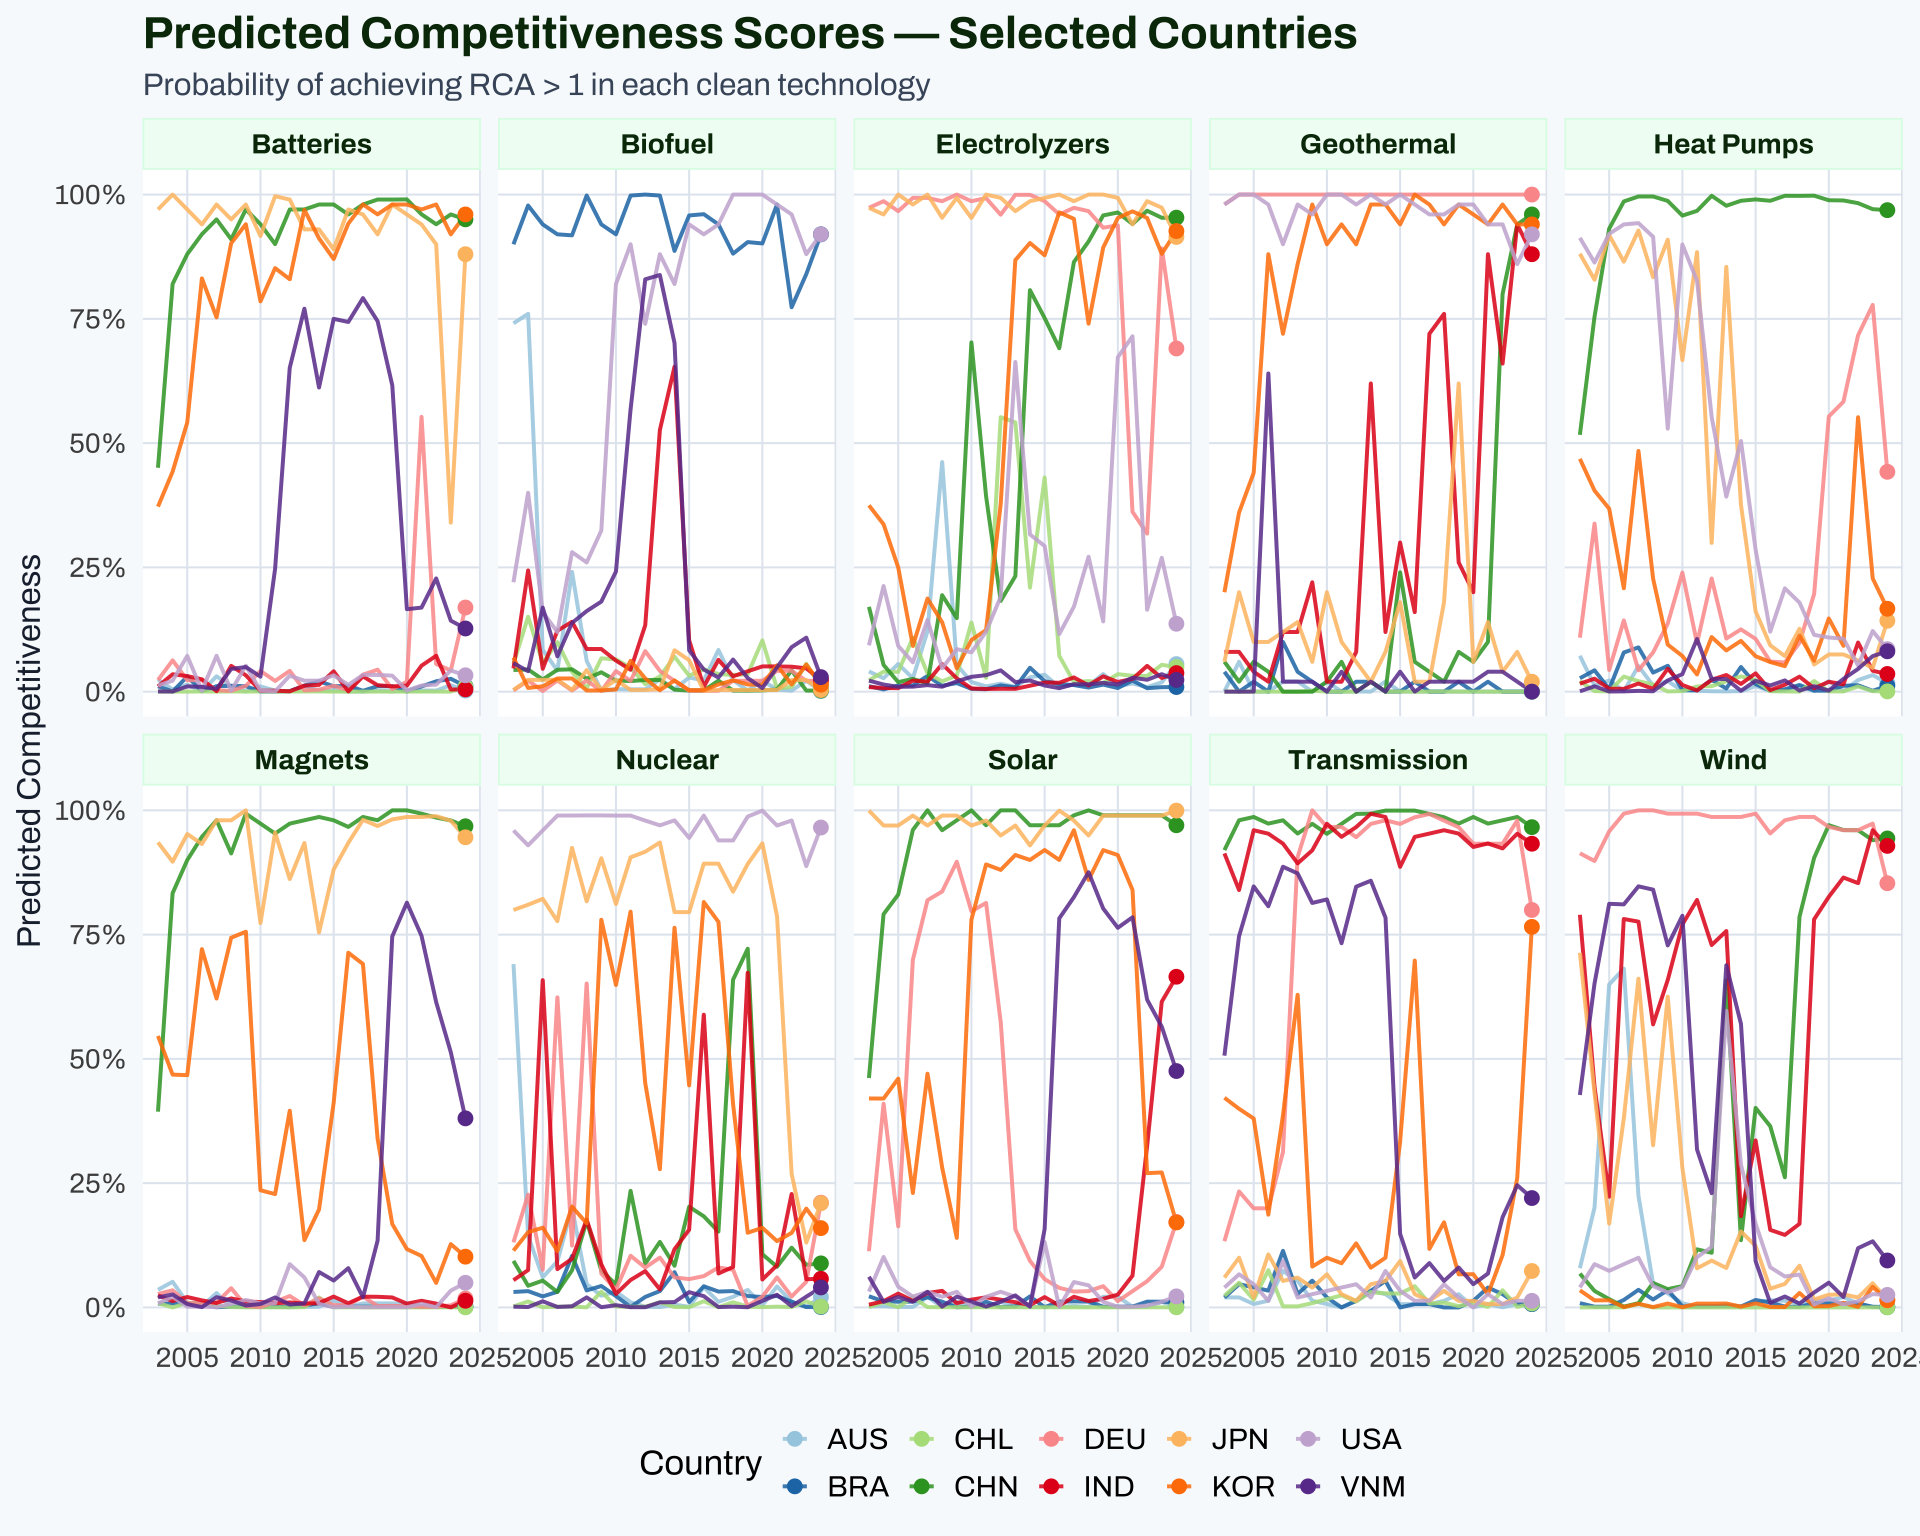 Predicted Competitiveness Scores — Selected Countries
Probability of achieving RCA > 1 in each clean technology
Batteries Biofuel Electrolyzers Geothermal Heat Pumps
100%
75%
50%
25%
0%
Predicted Competitiveness
Magnets Nuclear Solar Transmission Wind
100%
75%
50%
25%
0%
2005 2010 2015 2020 2025 2005 2010 2015 2020 2025 2005 2010 2015 2020 2025 2005 2010 2015 2020 2025 2005 2010 2015 2020 202
Country
AUS CHL DEU JPN USA
BRA CHN IND KOR VNM